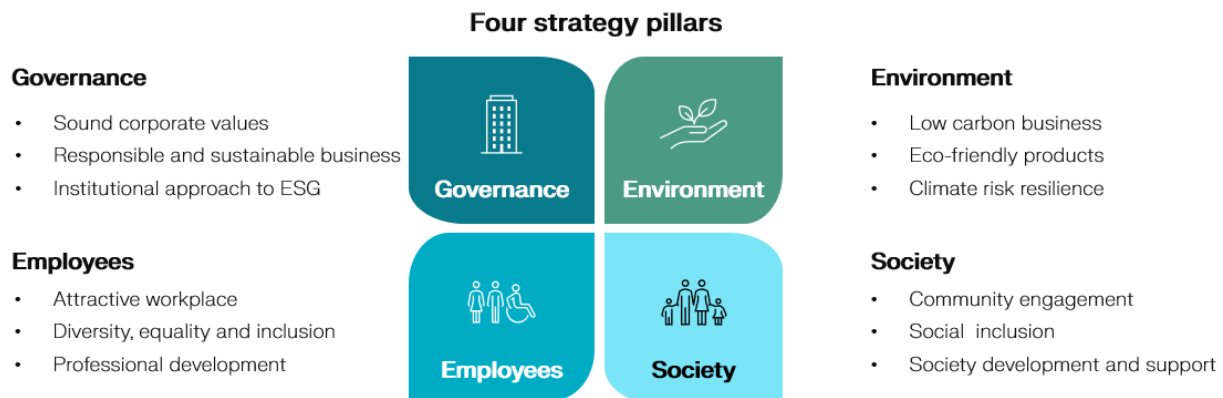 Four strategy pillars
Governance
• Sound corporate values
• Responsible and sustainable business
• Institutional approach to ESG
Governance
Environment
Environment
• Low carbon business
• Eco-friendly products
• Climate risk resilience
Employees
• Attractive workplace
• Diversity, equality and inclusion
• Professional development
Employees
Society
Society
• Community engagement
• Social inclusion
• Society development and support